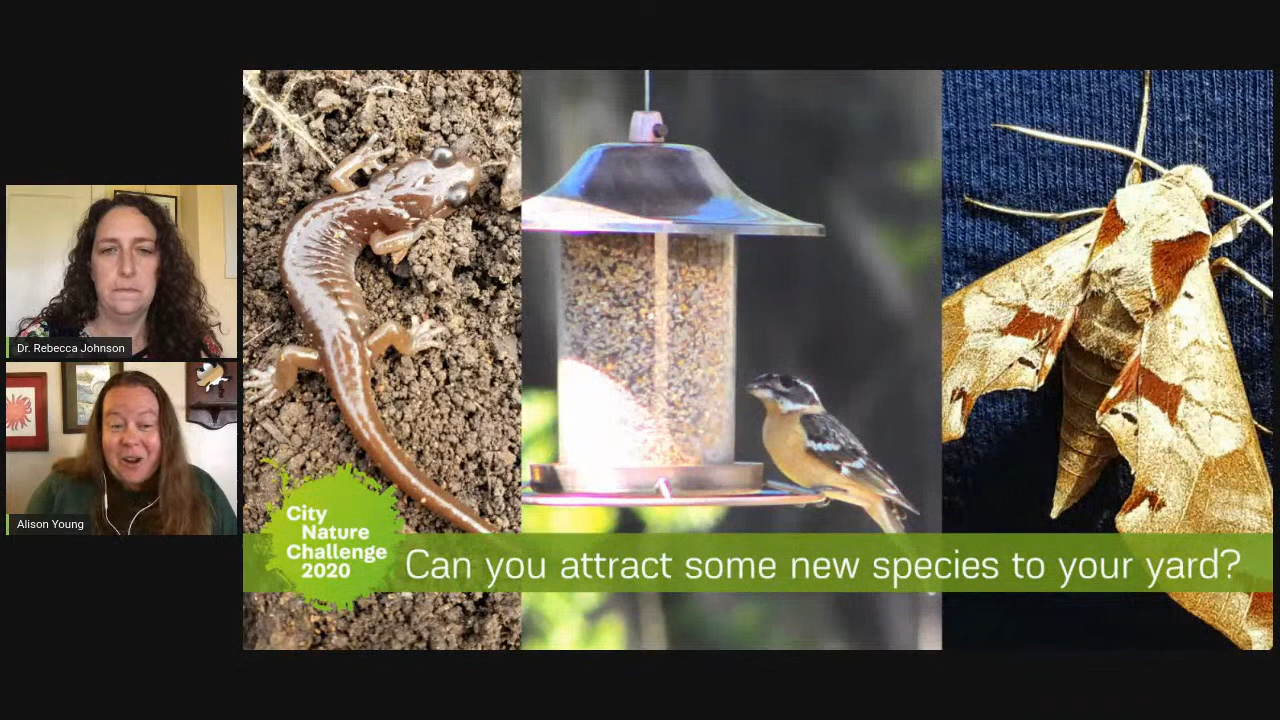 Dr. Rebecca Johnson
Alison Young
City
Nature
Challenge
2020
Can you attract some new species to your yard?